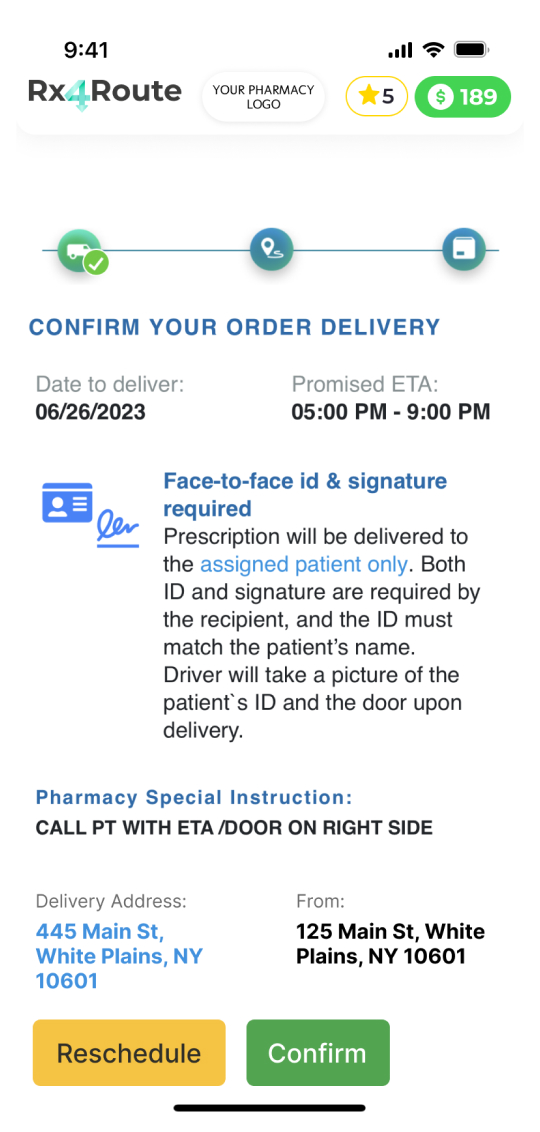 9:41
Rx4Route
YOUR PHARMACY
LOGO
5
$ 189
CONFIRM YOUR ORDER DELIVERY
Date to deliver:
06/26/2023
Promised ETA:
05:00 PM - 9:00 PM
Face-to-face id & signature
required
Prescription will be delivered to
the assigned patient only. Both
ID and signature are required by
the recipient, and the ID must
match the patient’s name.
Driver will take a picture of the
patient`s ID and the door upon
delivery.
Pharmacy Special Instruction:
CALL PT WITH ETA /DOOR ON RIGHT SIDE
Delivery Address:
445 Main St,
White Plains, NY
10601
From:
125 Main St, White
Plains, NY 10601
Reschedule
Confirm